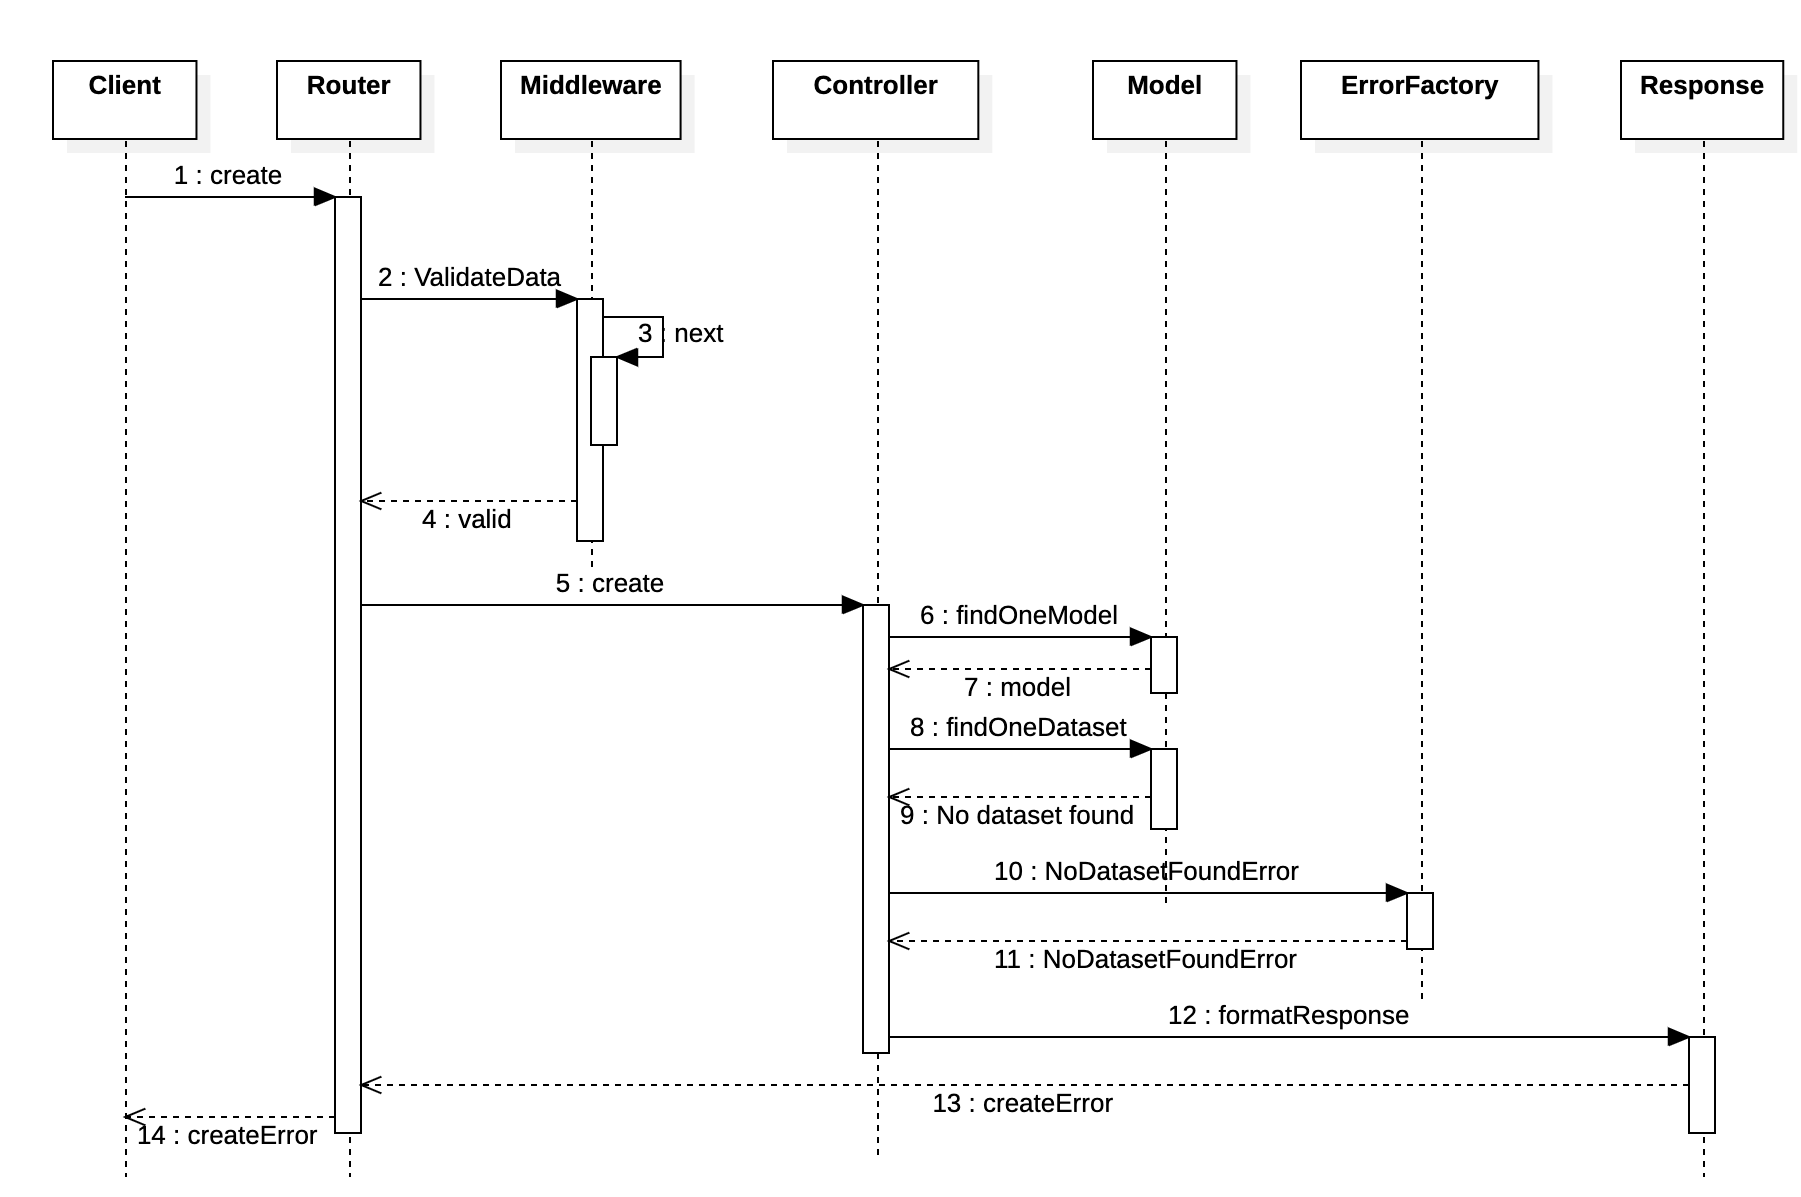 Client
Router
Middleware
Controller
Model
ErrorFactory
Response
1 : create
2 : ValidateData
3 : next
4 : valid
5 : create
6 : findOneModel
7 : model
8 : findOneDataset
9 : No dataset found
10 : NoDatasetFoundError
11 : NoDatasetFoundError
12 : formatResponse
13 : createError
14 : createError